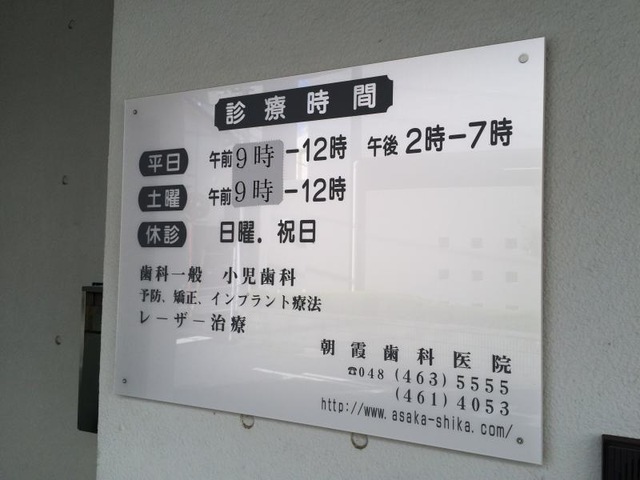 診療時間
平日 午前9時-12時 午後2時-7時
土曜 午前9時-12時
休診 日曜. 祝日
歯科一般 小児歯科
予防、矯正、インプラント療法
レーザー治療
朝霞歯科医院
☎048 (463) 5555
(461) 4053
http://www.asaka-shika.com/